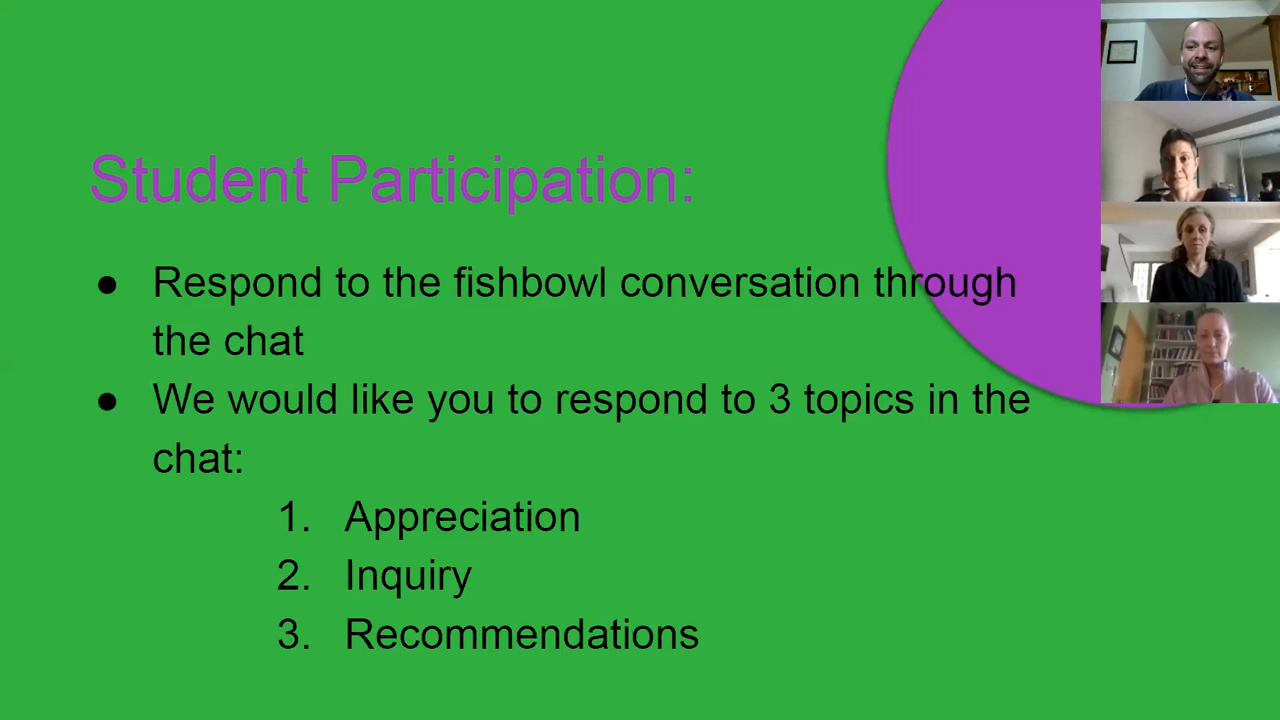 Student Participation:
● Respond to the fishbowl conversation through
the chat
● We would like you to respond to 3 topics in the
chat:
1. Appreciation
2. Inquiry
3. Recommendations